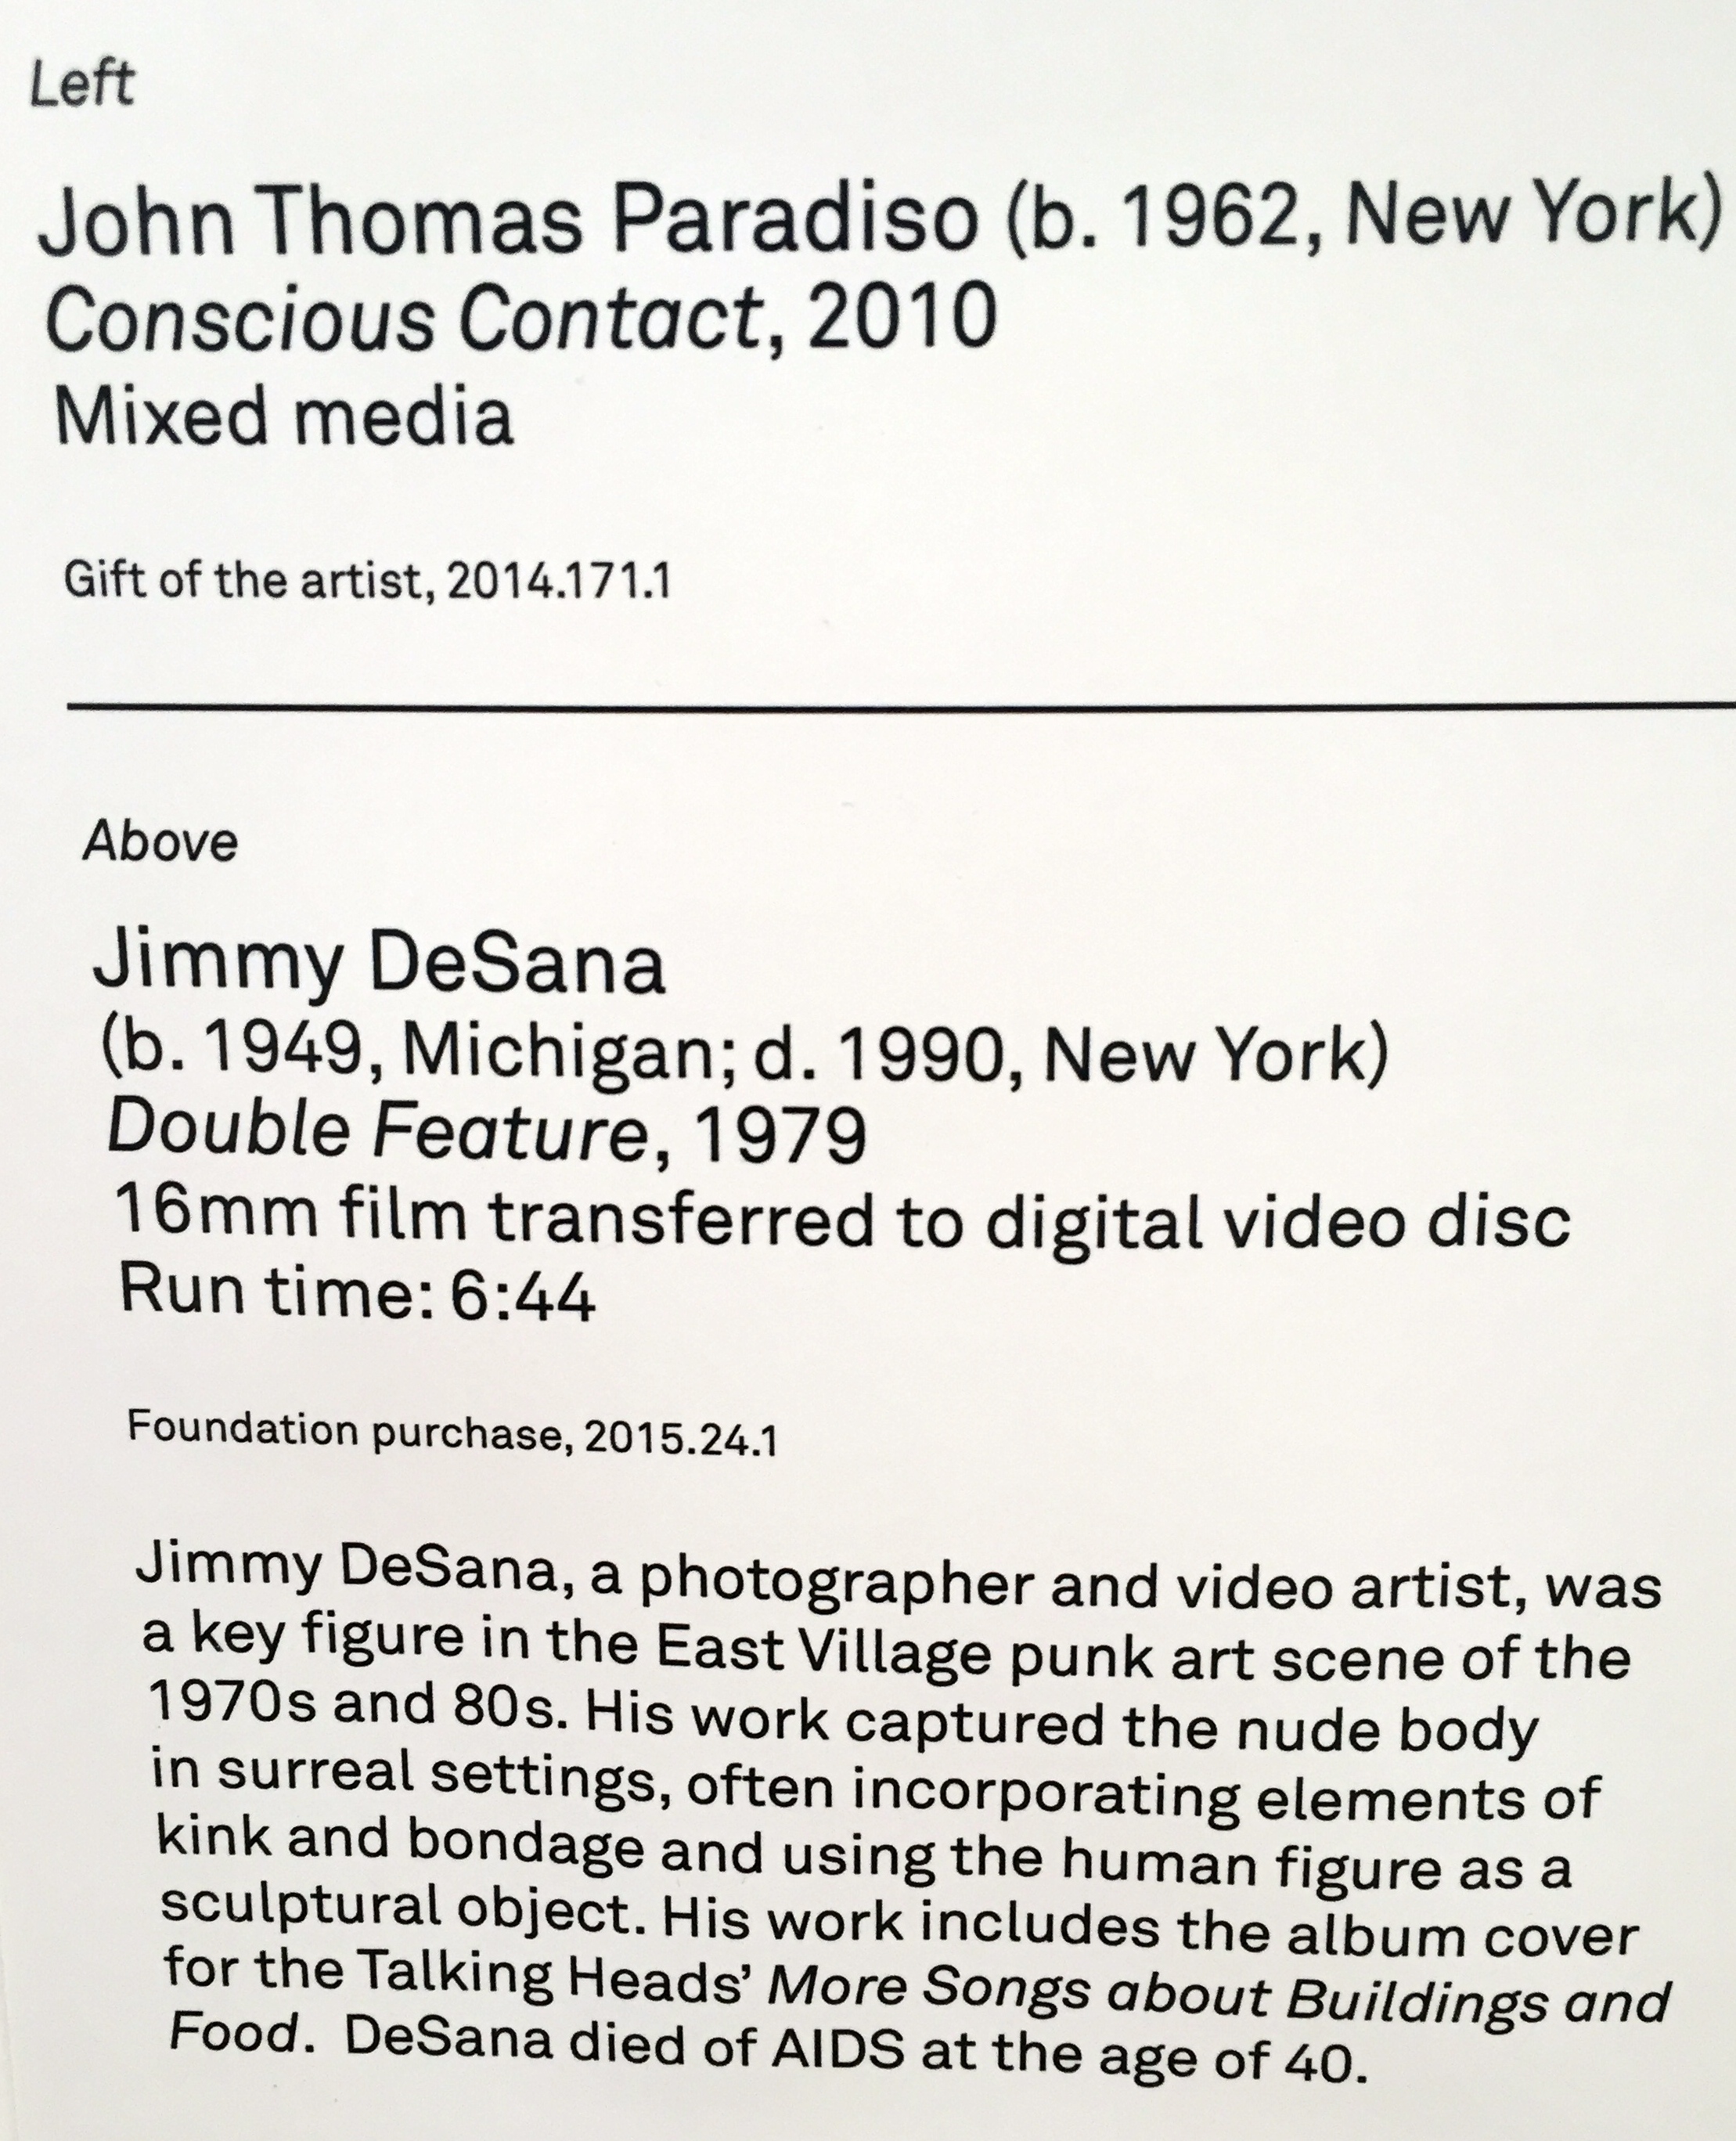 Left
John Thomas Paradiso (b. 1962, New York)
Conscious Contact, 2010
Mixed media
Gift of the artist, 2014.171.1
Above
Jimmy DeSana
(b. 1949, Michigan; d. 1990, New York)
Double Feature, 1979
16mm film transferred to digital video disc
Run time: 6:44
Foundation purchase, 2015.24.1
Jimmy DeSana, a photographer and video artist, was
a key figure in the East Village punk art scene of the
1970s and 80s. His work captured the nude body
in surreal settings, often incorporating elements of
kink and bondage and using the human figure as a
sculptural object. His work includes the album cover
for the Talking Heads’ More Songs about Buildings and
Food. DeSana died of AIDS at the age of 40.